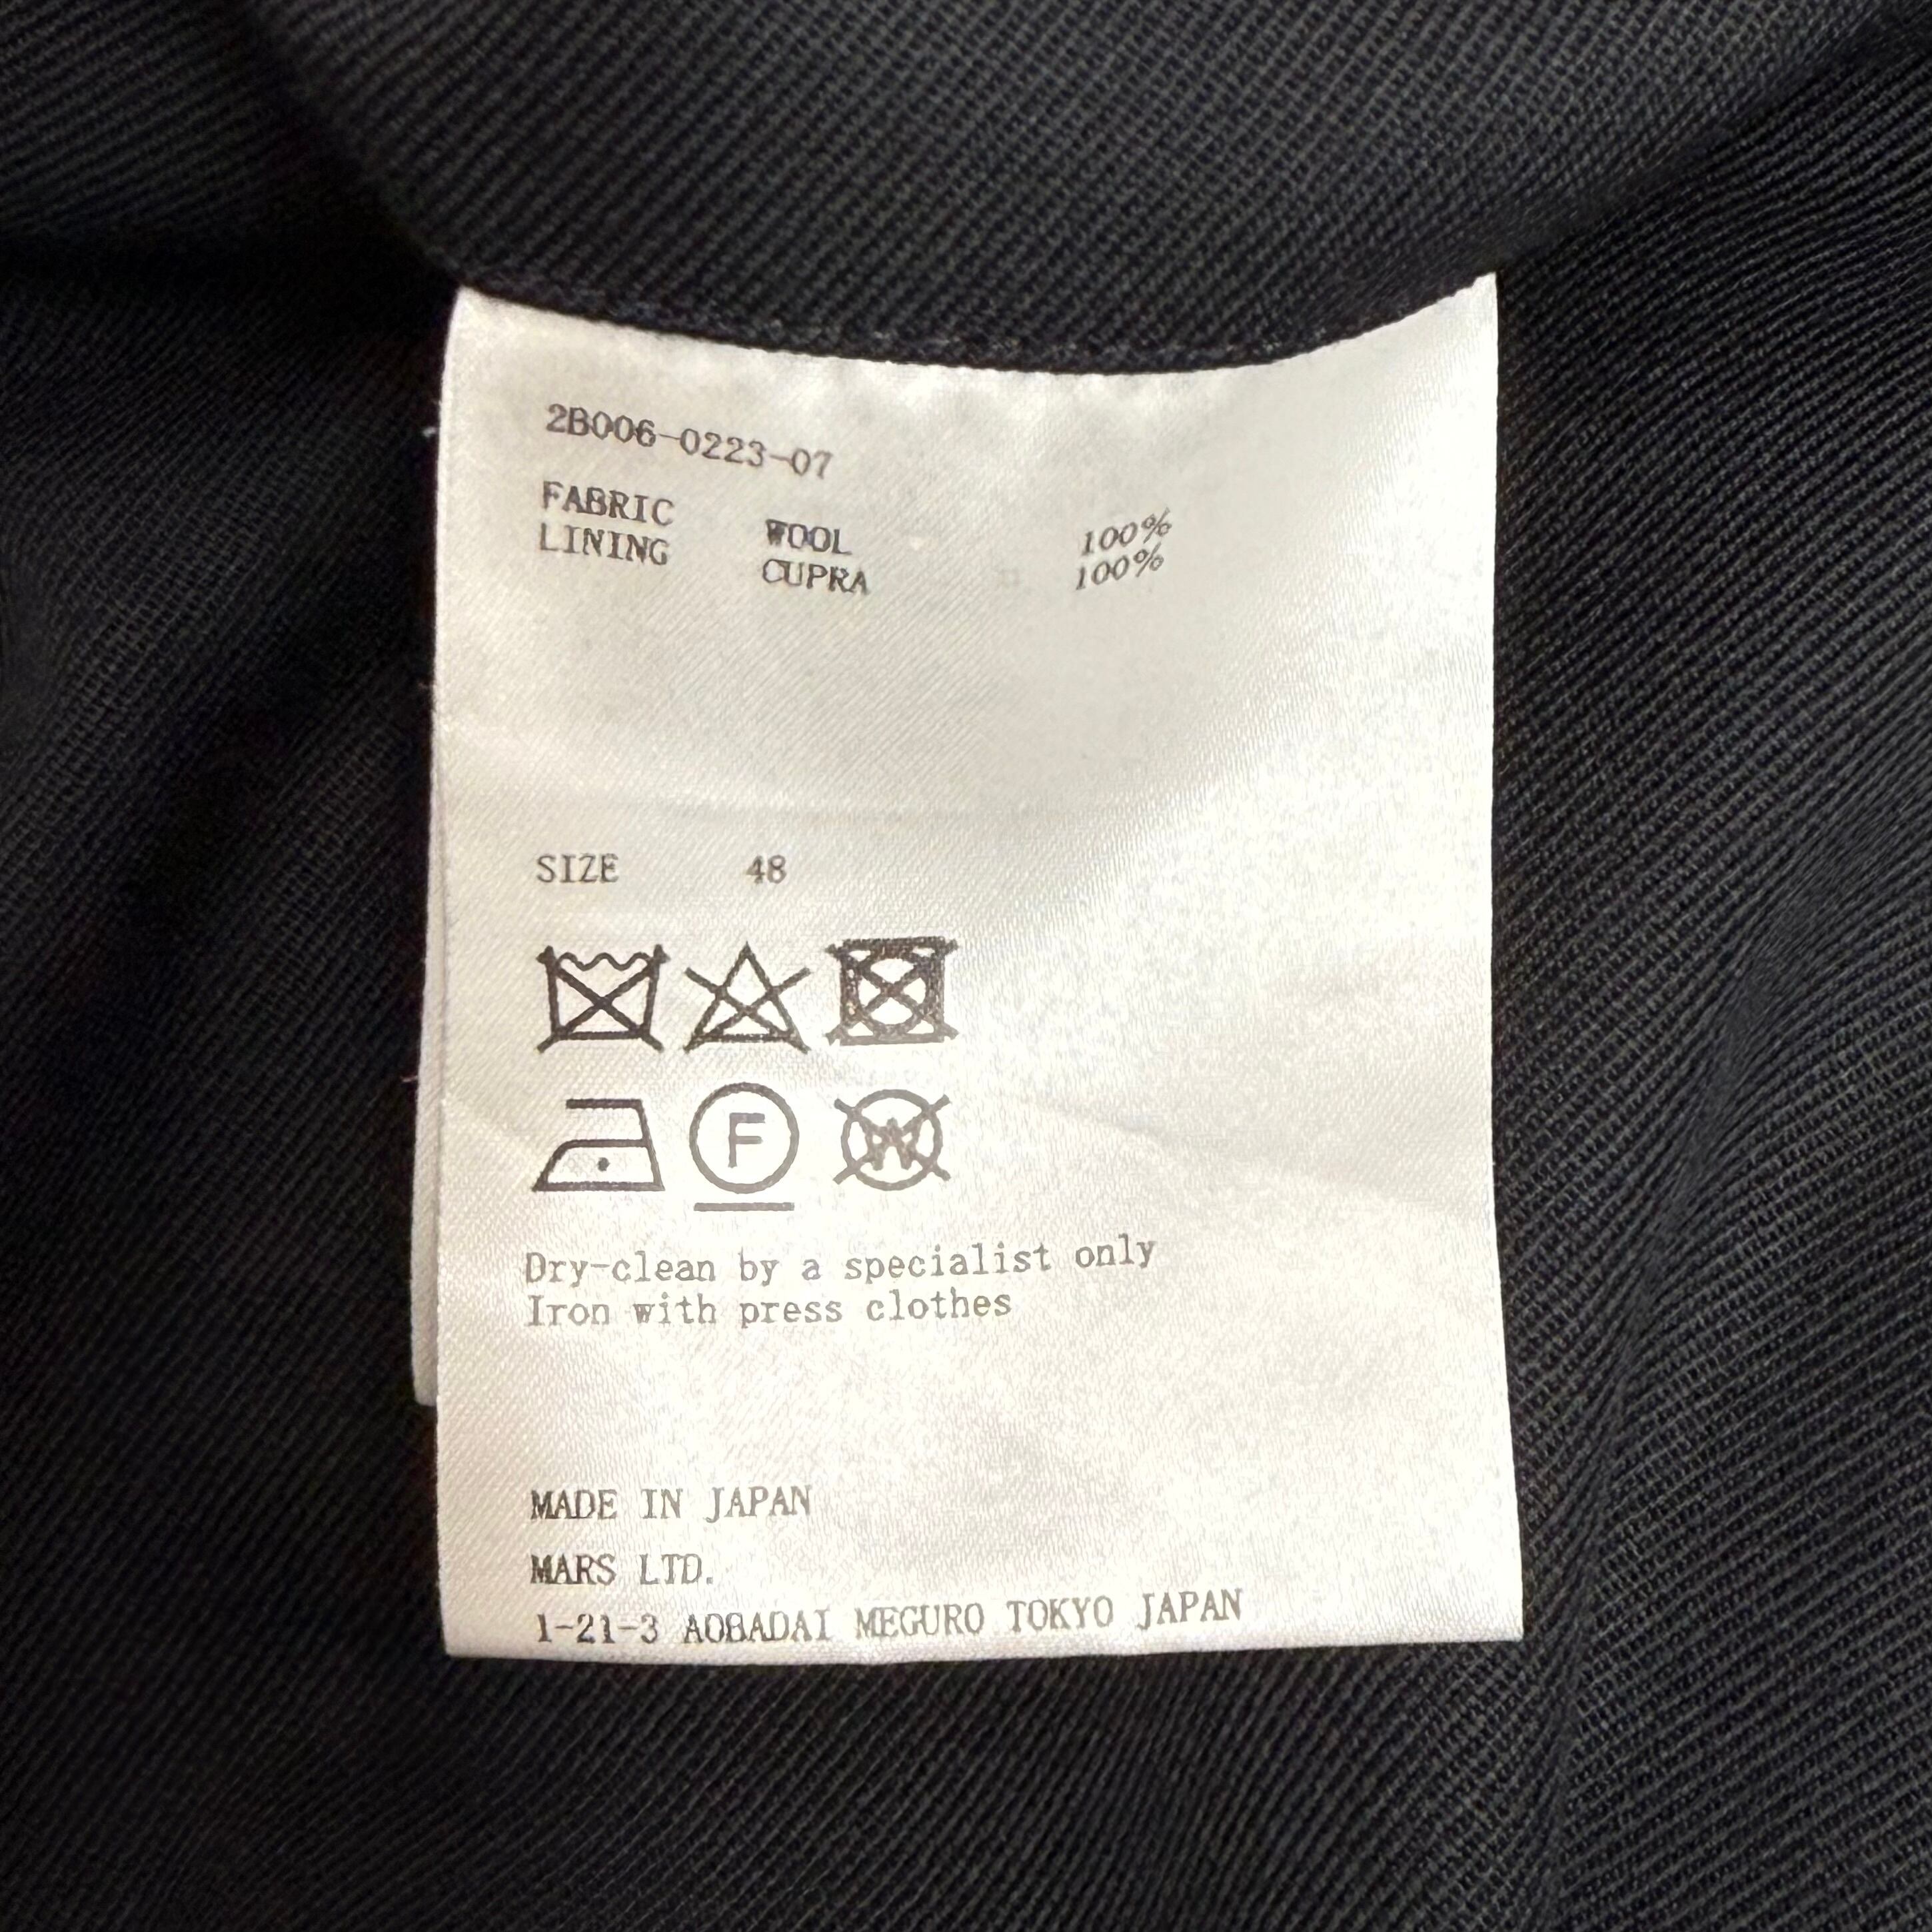 2B006-0223-07
FABRIC WOOL 100%
LINING CUPRA 100%
SIZE 48
F W
Dry-clean by a specialist only
Iron with press clothes
MADE IN JAPAN
MARS LTD.
1-21-3 AOBADAI MEGURO TOKYO JAPAN